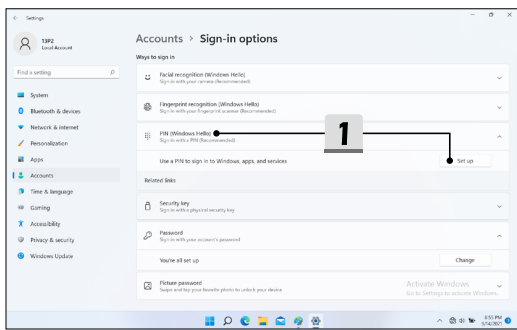 Settings
13P2
Local Account
Find a setting
System
Bluetooth & devices
Network & internet
Personalization
Apps
Accounts
Time & language
Gaming
Accessibility
Privacy & security
Windows Update
Accounts > Sign-in options
Ways to sign in
Facial recognition (Windows Hello)
Sign in with your camera (Recommended)
Fingerprint recognition (Windows Hello)
Sign in with your fingerprint scanner (Recommended)
PIN (Windows Hello)
Sign in with a PIN (Recommended)
1
Use a PIN to sign in to Windows, apps, and services
Set up
Related links
Security key
Sign in with a physical security key
Password
Sign in with your account's password
You're all set up
Change
Picture password
Swipe and tap your favorite photo to unlock your device
Activate Windows
Go to Settings to activate Windows.
8:55 PM